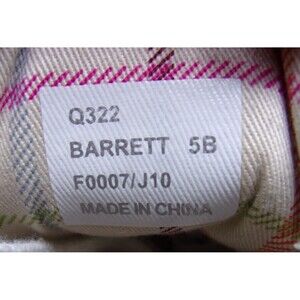 Q322
BARRETT 5B
F0007/J10
MADE IN CHINA